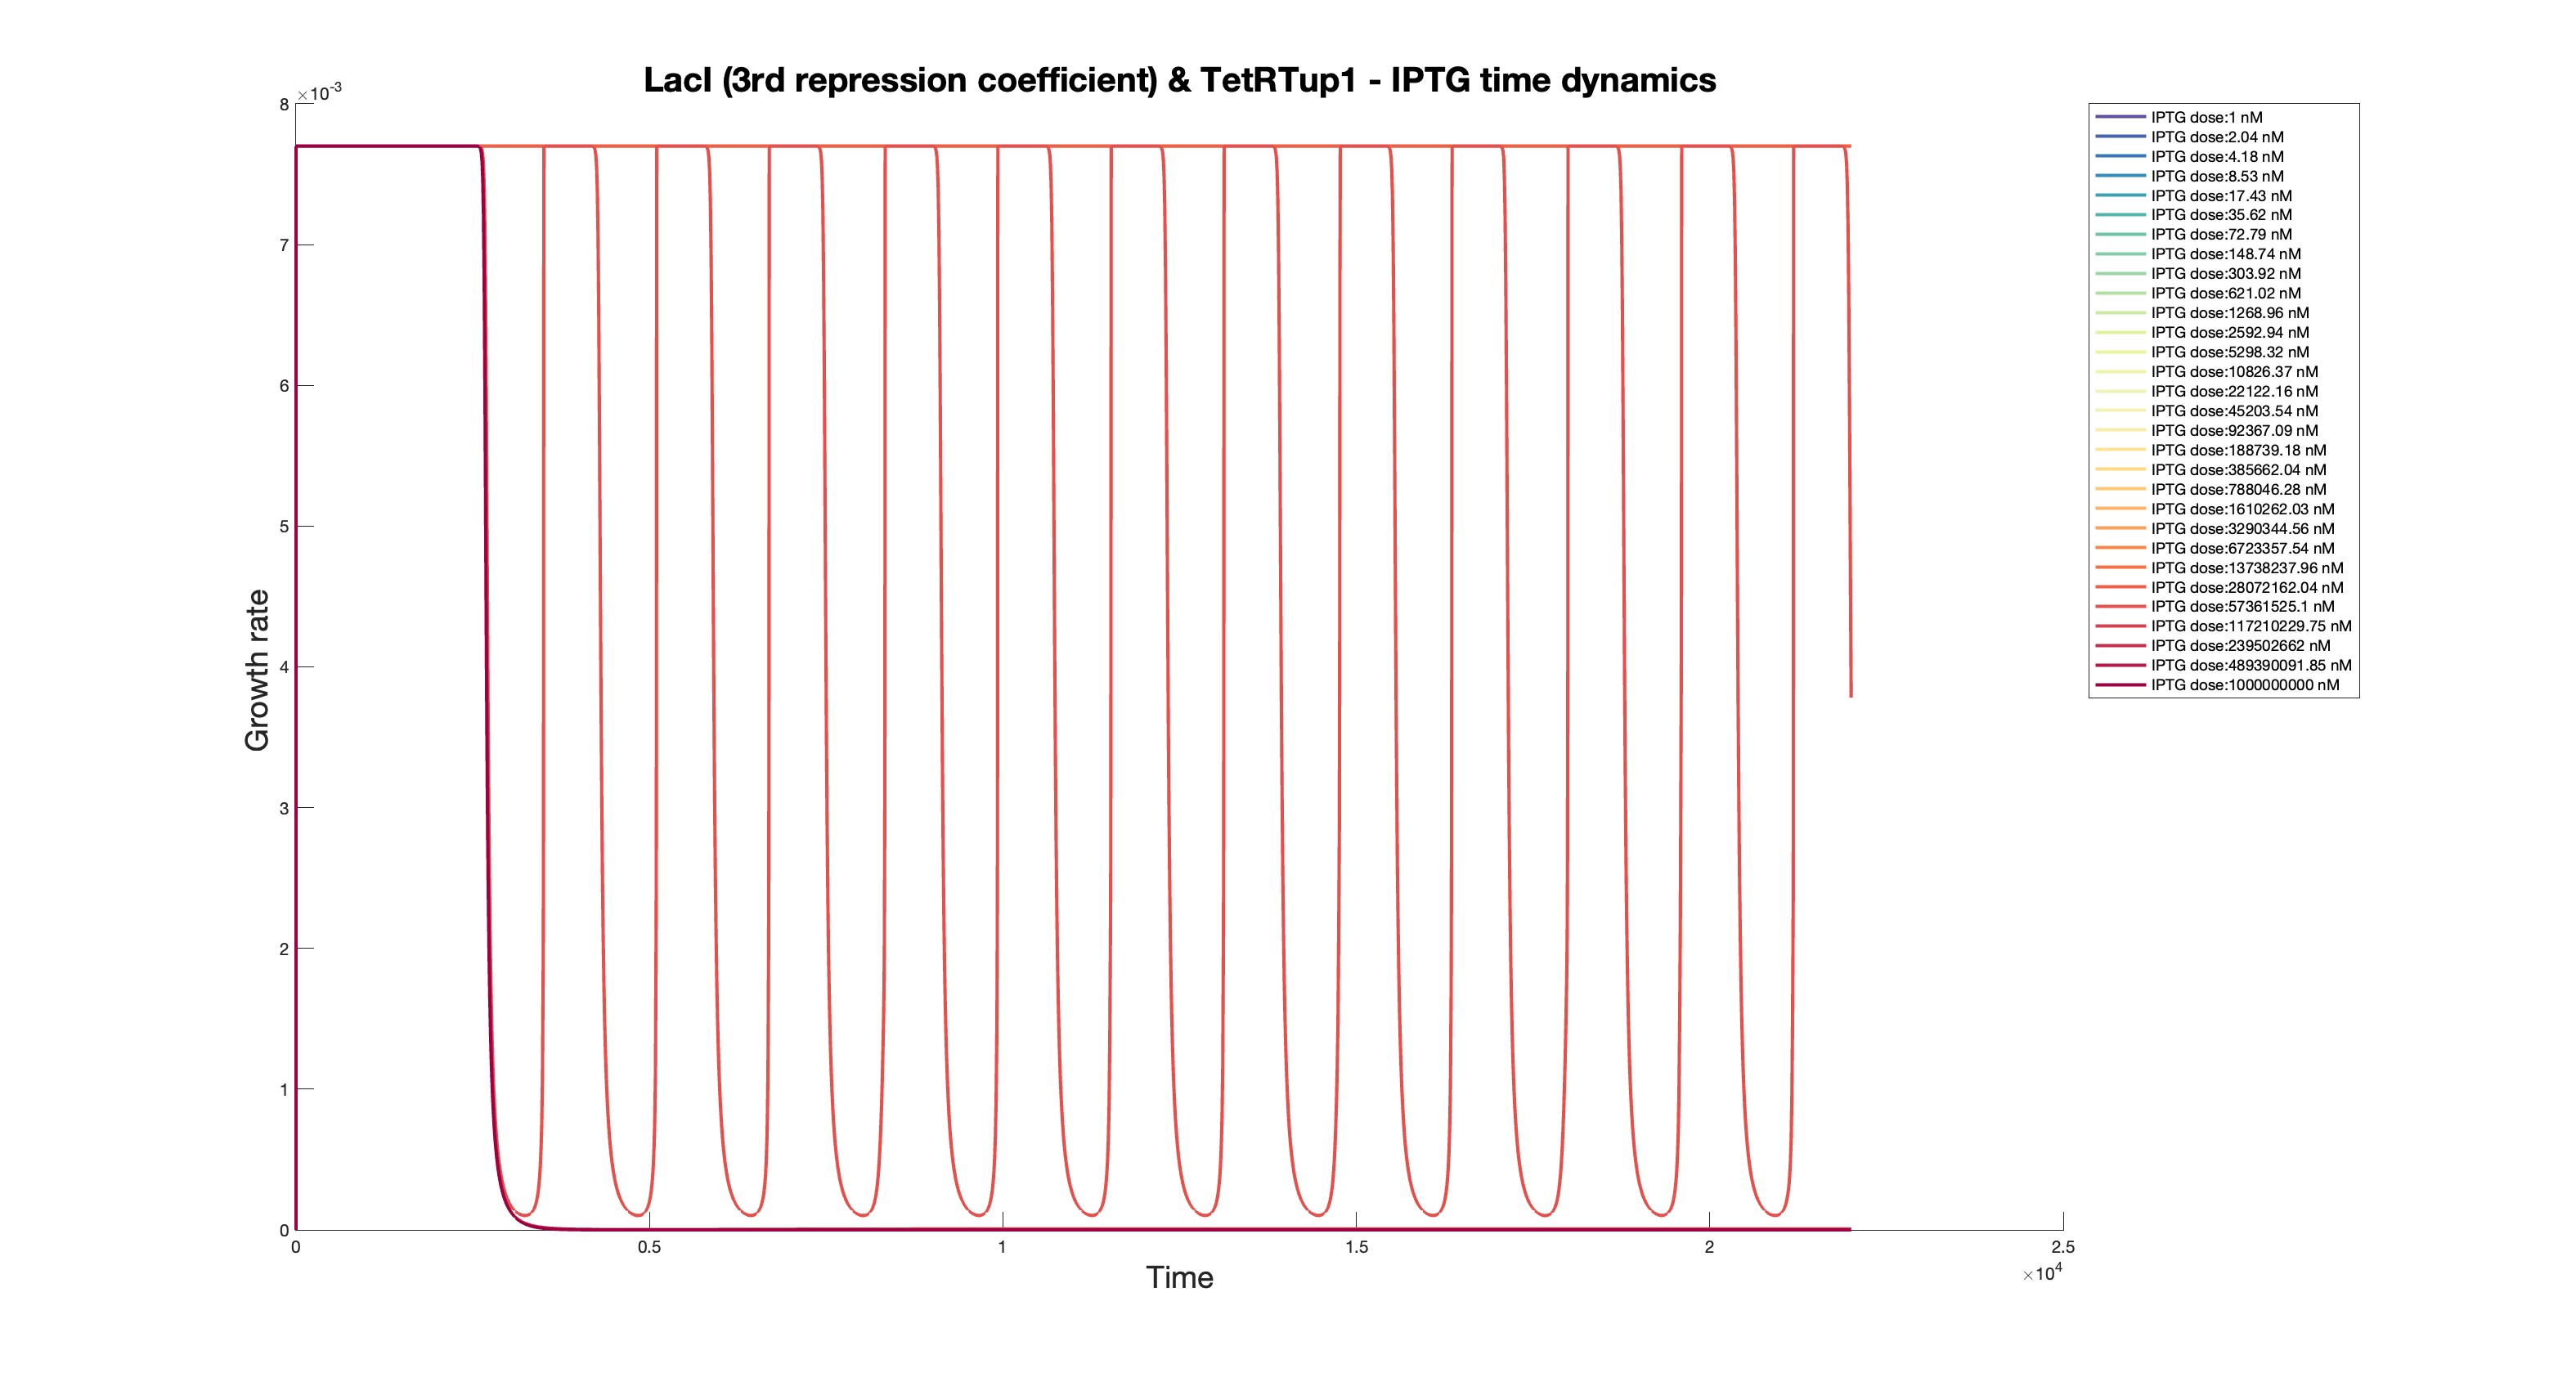 LacI (3rd repression coefficient) & TetRTup1 - IPTG time dynamics
×10-3
8
7
6
5
4
3
2
1
0
Growth rate
0
0.5
1
1.5
2
2.5
×104
Time
IPTG dose:1 nM
IPTG dose:2.04 nM
IPTG dose:4.18 nM
IPTG dose:8.53 nM
IPTG dose:17.43 nM
IPTG dose:35.62 nM
IPTG dose:72.79 nM
IPTG dose:148.74 nM
IPTG dose:303.92 nM
IPTG dose:621.02 nM
IPTG dose:1268.96 nM
IPTG dose:2592.94 nM
IPTG dose:5298.32 nM
IPTG dose:10826.37 nM
IPTG dose:22122.16 nM
IPTG dose:45203.54 nM
IPTG dose:92367.09 nM
IPTG dose:188739.18 nM
IPTG dose:385662.04 nM
IPTG dose:788046.28 nM
IPTG dose:1610262.03 nM
IPTG dose:3290344.56 nM
IPTG dose:6723357.54 nM
IPTG dose:13738237.96 nM
IPTG dose:28072162.04 nM
IPTG dose:57361525.1 nM
IPTG dose:117210229.75 nM
IPTG dose:239502662 nM
IPTG dose:489390091.85 nM
IPTG dose:1000000000 nM